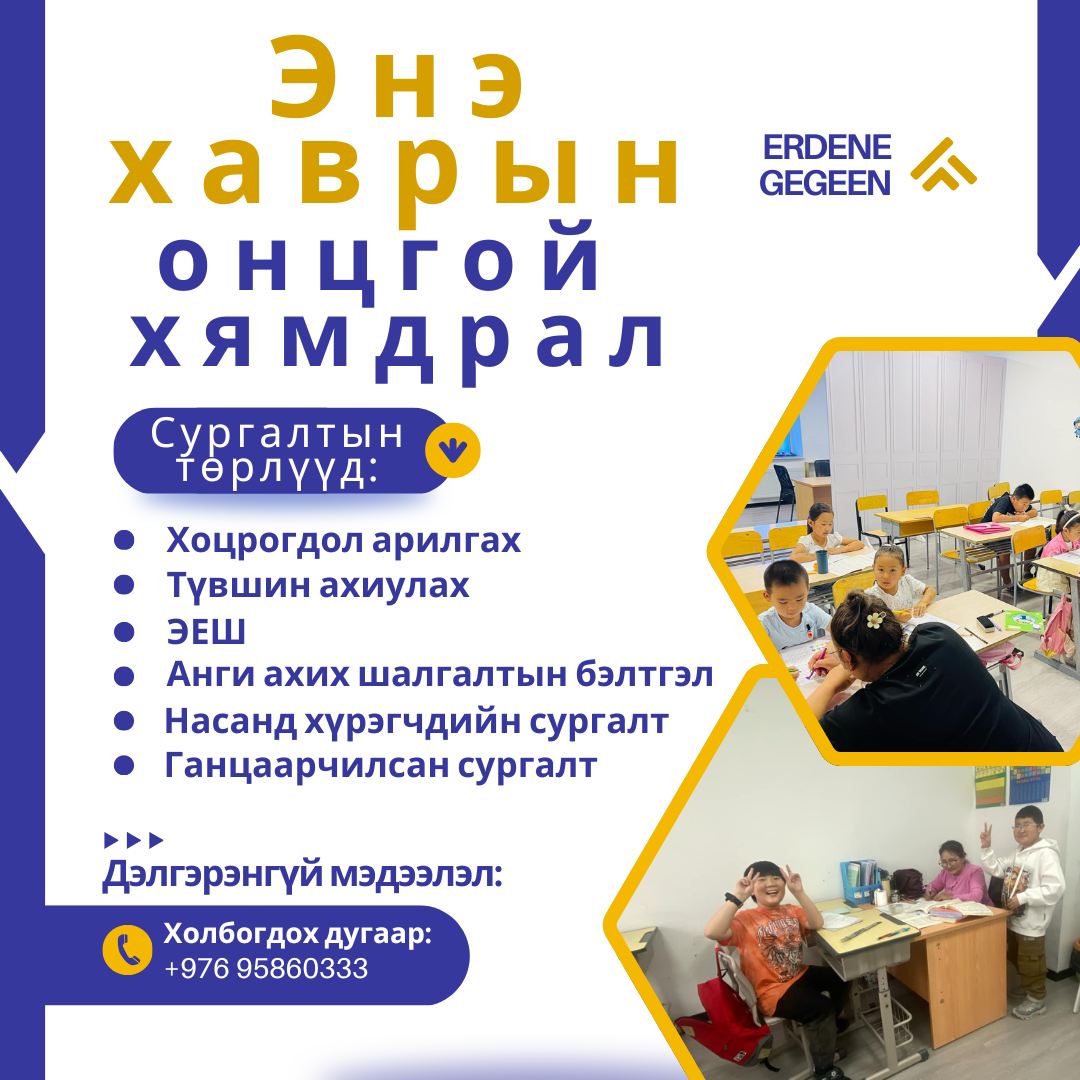 Энэ
хаврын
онцгой
хямдрал
ERDENE
GEGEEN
Сургалтын
төрлүүд:
Хоцрогдол арилгах
Түвшин ахиулах
ЭЕШ
Анги ахих шалгалтын бэлтгэл
Насанд хүрэгчдийн сургалт
Ганцаарчилсан сургалт
Дэлгэрэнгүй мэдээлэл:
Холбогдох дугаар:
+976 95860333